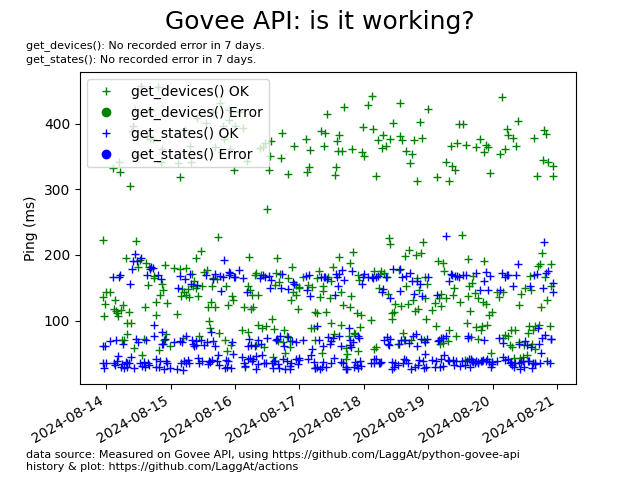 Govee API: is it working?
get_devices(): No recorded error in 7 days.
get_states(): No recorded error in 7 days.
get_devices() OK
get_devices() Error
get_states() OK
get_states() Error
400
300
200
100
Ping (ms)
2024-08-14
2024-08-15
2024-08-16
2024-08-17
2024-08-18
2024-08-19
2024-08-20
2024-08-21
data source: Measured on Govee API, using https://github.com/LaggAt/python-govee-api
history & plot: https://github.com/LaggAt/actions